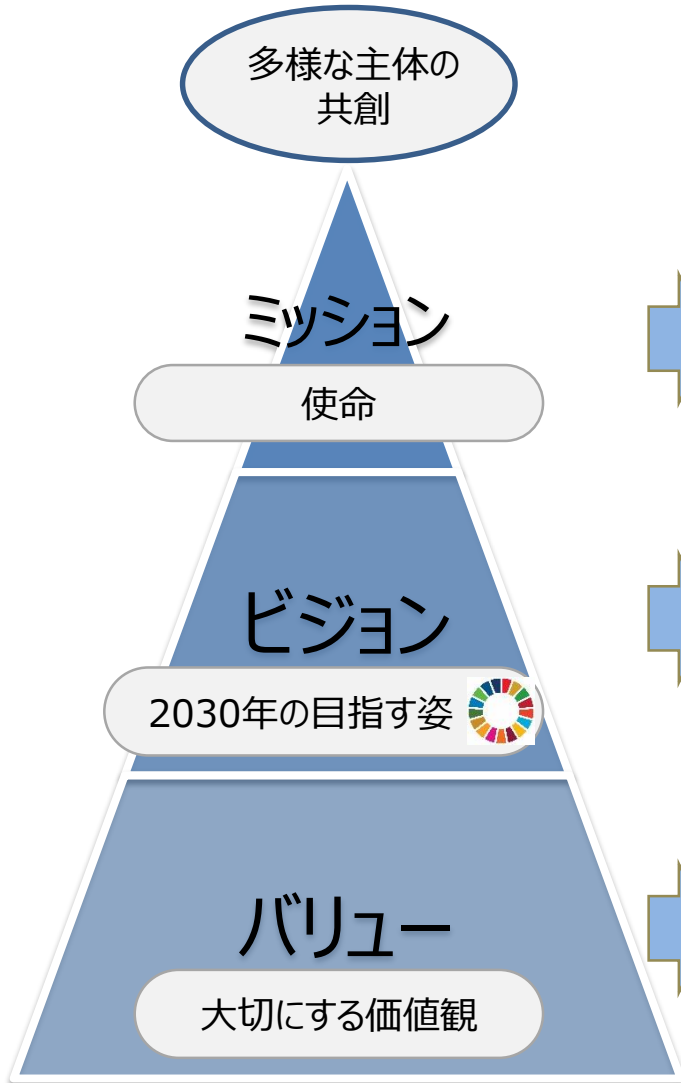 多様な主体の
共創
ミッション
使命
ビジョン
2030年の目指す姿
バリュー
大切にする価値観